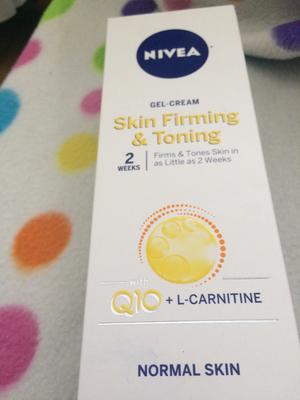 NIVEA
GEL-CREAM
Skin Firming
& Toning
2
WEEKS
Firms & Tones Skin in
as Little as 2 Weeks
with
Q10 + L-CARNITINE
NORMAL SKIN